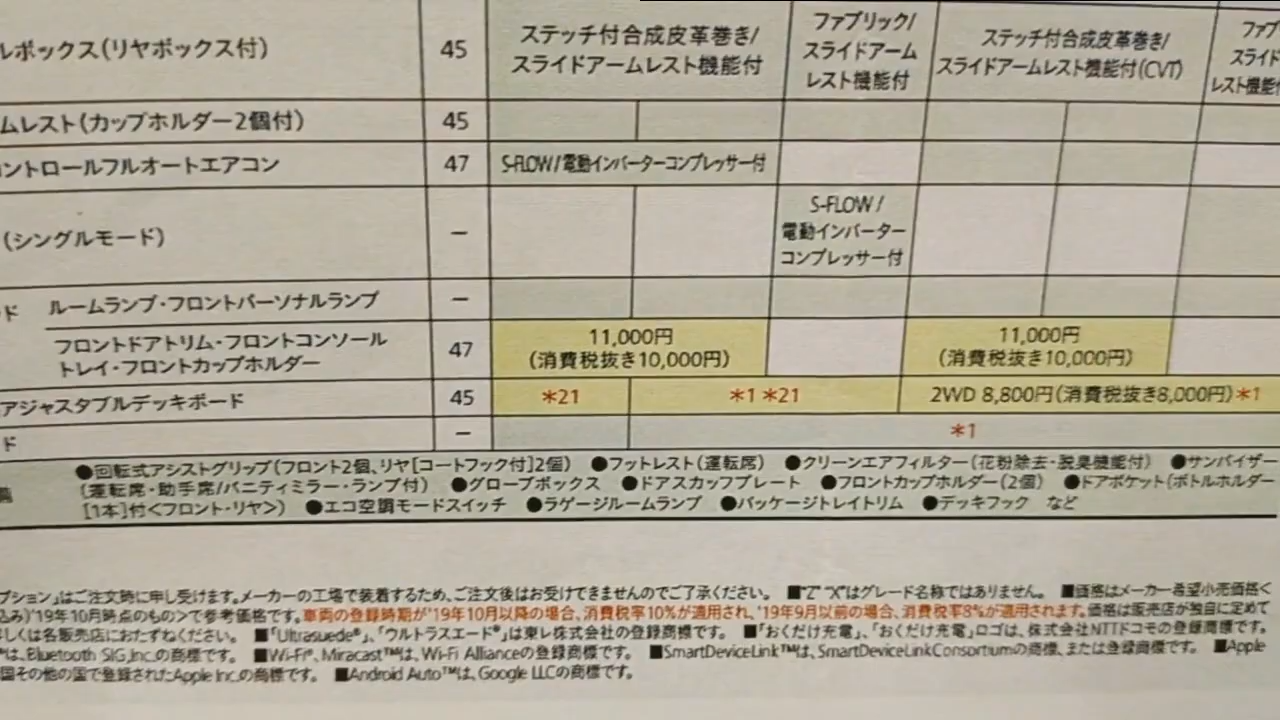 ルボックス(リヤボックス付)
45
ステッチ付合成皮革巻き/
スライドアームレスト機能付
ファブリック/
スライドアーム
レスト機能付
ステッチ付合成皮革巻き/
スライドアームレスト機能付(CVT)
ファブ
スライド
レスト機能付
ムレスト(カップホルダー2個付)
45
ントロールフルオートエアコン
47
S-FLOW/電動インバーターコンプレッサー付
(シングルモード)
ー
S-FLOW/
電動インバーター
コンプレッサー付
ド ルームランプ・フロントパーソナルランプ
ー
フロントドアトリム・フロントコンソール
トレイ・フロントカップホルダー
47
11,000円
(消費税抜き10,000円)
11,000円
(消費税抜き10,000円)
アジャスタブルデッキボード
45
*21
*1 *21
2WD 8,800円(消費税抜き8,000円)*1
ド
ー
*1
備
●回転式アシストグリップ(フロント2個、リヤ[コートフック付]2個) ●フットレスト(運転席) ●クリーンエアフィルター(花粉除去・脱臭機能付) ●サンバイザー
(運転席・助手席/バニティミラー・ランプ付) ●グローブボックス ●ドアスカッフプレート ●フロントカップホルダー(2個) ●ドアポケット(ボトルホルダー
[1本]付<フロント・リヤ>) ●エコ空調モードスイッチ ●ラゲージルームランプ ●パッケージトレイトリム ●デッキフック など
プション」はご注文時に申し受けます。メーカーの工場で装着するため、ご注文後はお受けできませんのでご了承ください。 ■"Z" "X"はグレード名称ではありません。 ■価格はメーカー希望小売価格<
込み)'19年10月時点のもの>で参考価格です。車両の登録時期が'19年10月以降の場合、消費税率10%が適用され、'19年9月以前の場合、消費税率8%が適用されます。価格は販売店が独自に定めて
しくは各販売店におたずねください。 ■「Ultrasuede®」、「ウルトラスエード®」は東レ株式会社の登録商標です。 ■「おくだけ充電」、「おくだけ充電」ロゴは、株式会社NTTドコモの登録商標です。
™は、Bluetooth SIG,Inc.の商標です。 ■Wi-Fi®、Miracast™は、Wi-Fi Allianceの登録商標です。 ■SmartDeviceLink™は、SmartDeviceLinkConsortiumの商標、または登録商標です。 ■Apple
国その他の国で登録されたApple Inc.の商標です。 ■Android Auto™は、Google LLCの商標です。